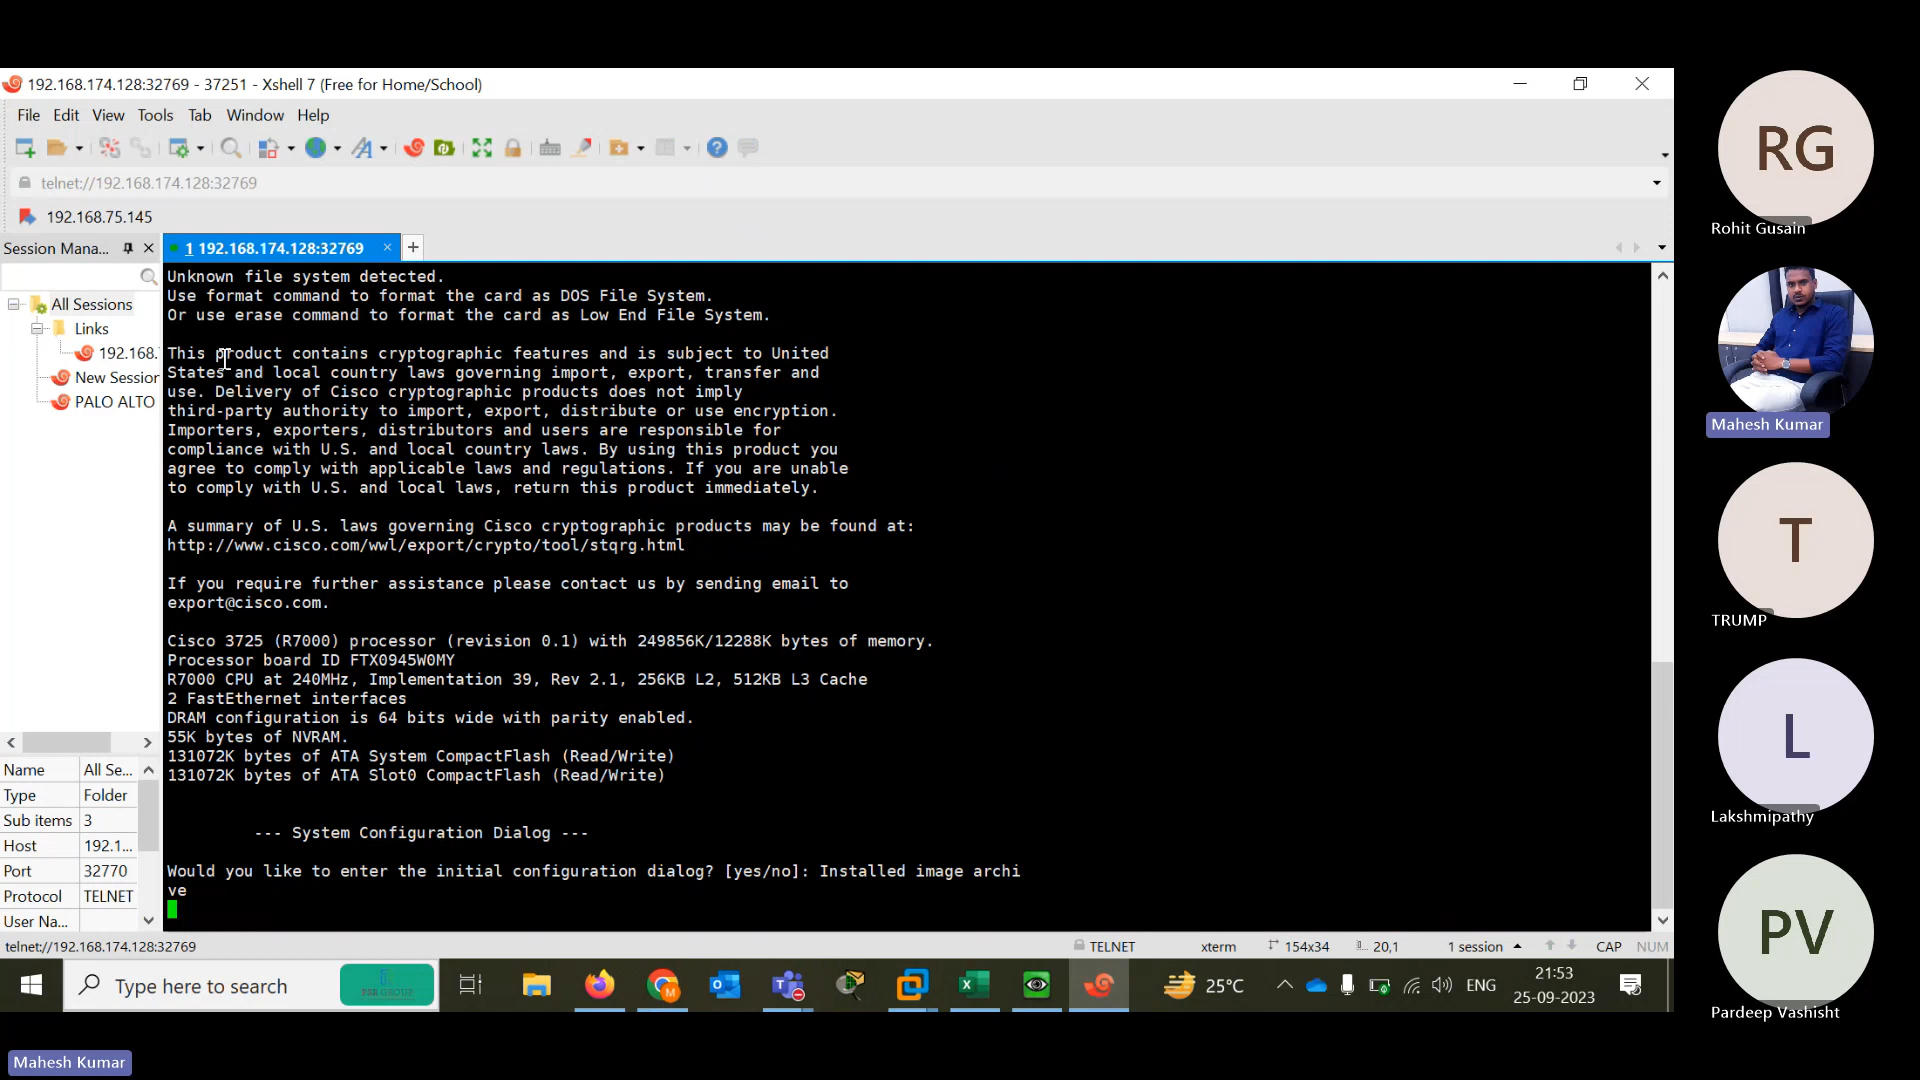 192.168.174.128:32769 - 37251 - Xshell 7 (Free for Home/School)
File Edit View Tools Tab Window Help
telnet://192.168.174.128:32769
192.168.75.145
Session Mana...
1 192.168.174.128:32769
All Sessions
Links
192.168.
New Session
PALO ALTO
Name All Se...
Type Folder
Sub items 3
Host 192.1...
Port 32770
Protocol TELNET
User Na...
Unknown file system detected.
Use format command to format the card as DOS File System.
Or use erase command to format the card as Low End File System.
This product contains cryptographic features and is subject to United
States and local country laws governing import, export, transfer and
use. Delivery of Cisco cryptographic products does not imply
third-party authority to import, export, distribute or use encryption.
Importers, exporters, distributors and users are responsible for
compliance with U.S. and local country laws. By using this product you
agree to comply with applicable laws and regulations. If you are unable
to comply with U.S. and local laws, return this product immediately.
A summary of U.S. laws governing Cisco cryptographic products may be found at:
http://www.cisco.com/wwl/export/crypto/tool/stqrg.html
If you require further assistance please contact us by sending email to
export@cisco.com.
Cisco 3725 (R7000) processor (revision 0.1) with 249856K/12288K bytes of memory.
Processor board ID FTX0945W0MY
R7000 CPU at 240MHz, Implementation 39, Rev 2.1, 256KB L2, 512KB L3 Cache
2 FastEthernet interfaces
DRAM configuration is 64 bits wide with parity enabled.
55K bytes of NVRAM.
131072K bytes of ATA System CompactFlash (Read/Write)
131072K bytes of ATA Slot0 CompactFlash (Read/Write)
--- System Configuration Dialog ---
Would you like to enter the initial configuration dialog? [yes/no]: Installed image archi
ve
telnet://192.168.174.128:32769 TELNET xterm 154x34 20,1 1 session CAP NUM
Type here to search
PSR GROUP
25°C
ENG
21:53
25-09-2023
RG
Rohit Gusain
Mahesh Kumar
T
TRUMP
L
Lakshmipathy
PV
Pardeep Vashisht
Mahesh Kumar